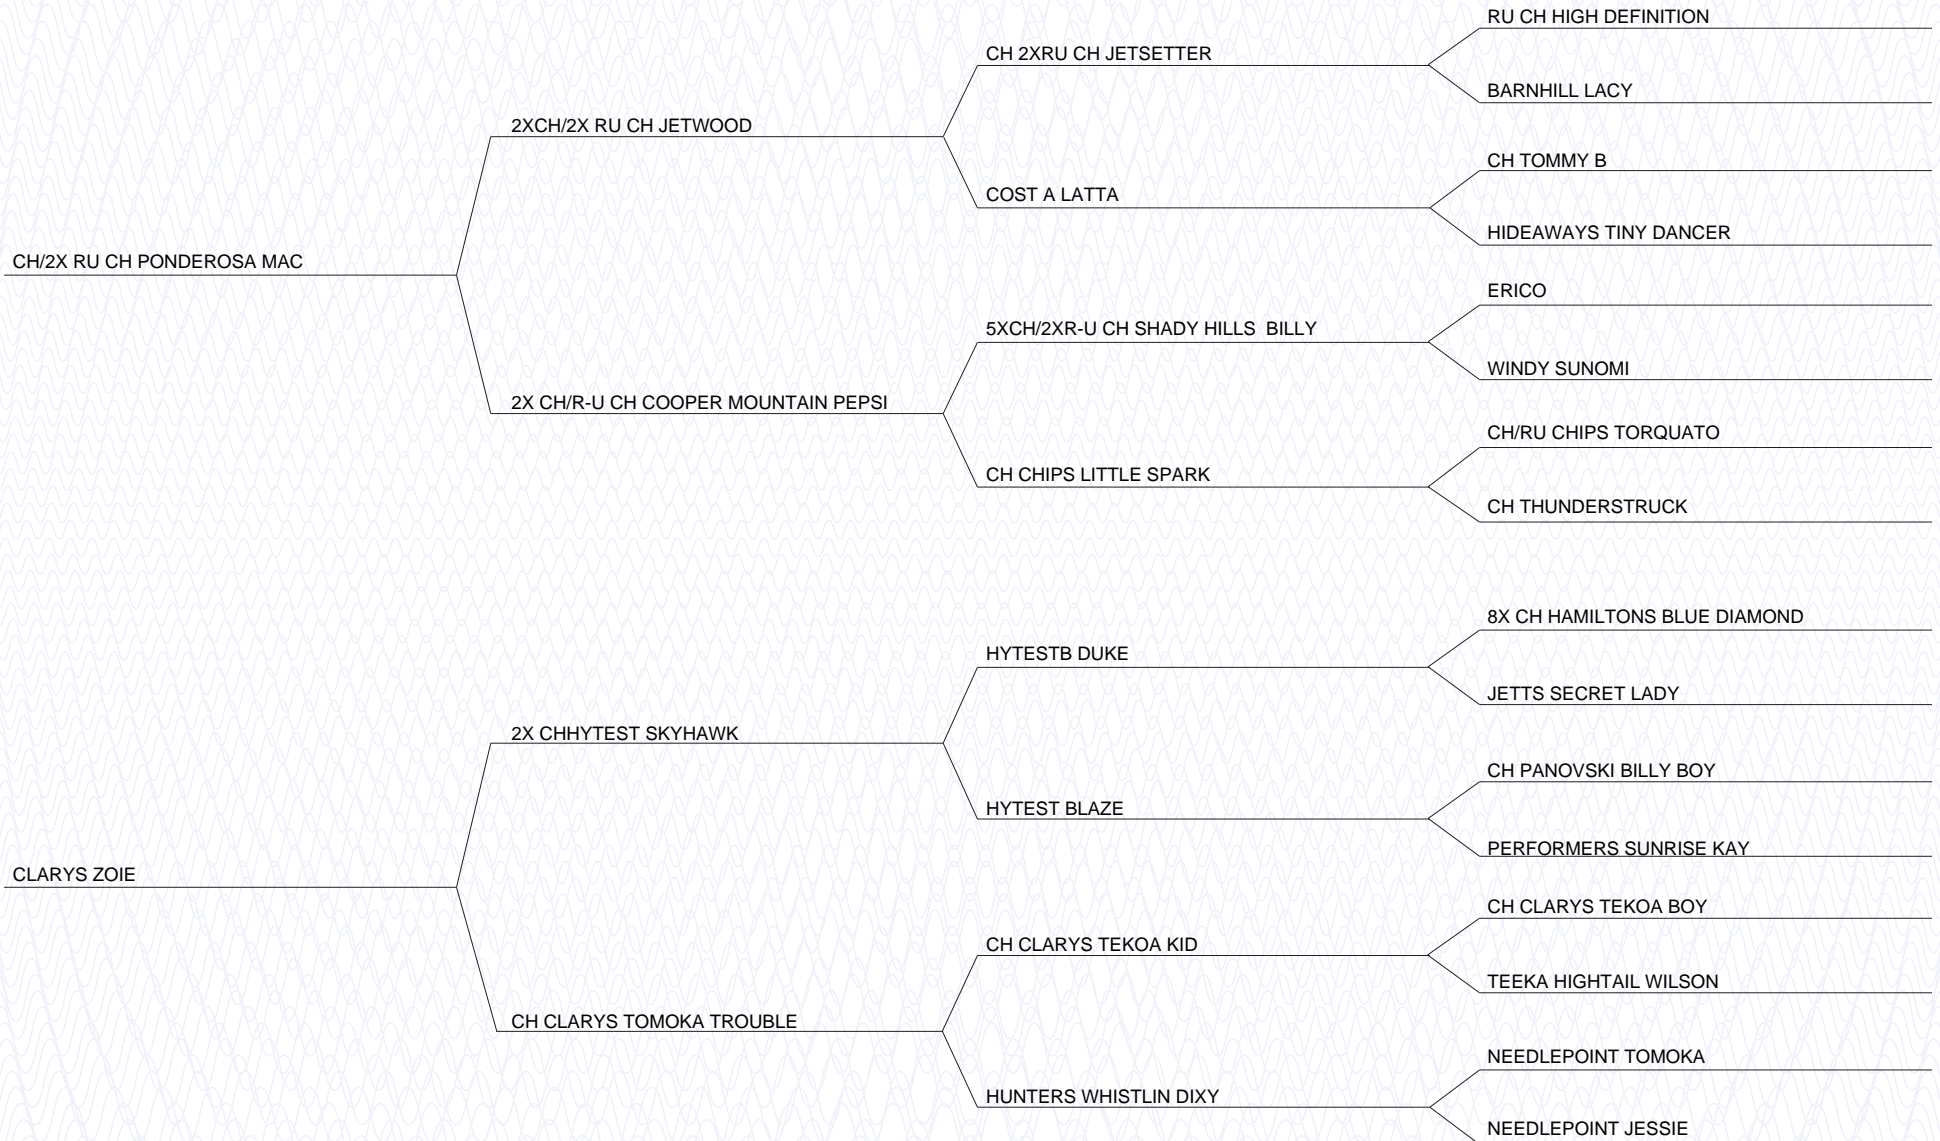 RU CH HIGH DEFINITION
CH 2XRU CH JETSETTER
BARNHILL LACY
2XCH/2X RU CH JETWOOD
CH TOMMY B
COST A LATTA
HIDEAWAYS TINY DANCER
CH/2X RU CH PONDEROSA MAC
ERICO
5XCH/2XR-U CH SHADY HILLS  BILLY
WINDY SUNOMI
2X CH/R-U CH COOPER MOUNTAIN PEPSI
CH/RU CHIPS TORQUATO
CH CHIPS LITTLE SPARK
CH THUNDERSTRUCK
8X CH HAMILTONS BLUE DIAMOND
HYTESTB DUKE
JETTS SECRET LADY
2X CHHYTEST SKYHAWK
CH PANOVSKI BILLY BOY
HYTEST BLAZE
PERFORMERS SUNRISE KAY
CLARYS ZOIE
CH CLARYS TEKOA BOY
CH CLARYS TEKOA KID
TEEKA HIGHTAIL WILSON
CH CLARYS TOMOKA TROUBLE
NEEDLEPOINT TOMOKA
HUNTERS WHISTLIN DIXY
NEEDLEPOINT JESSIE